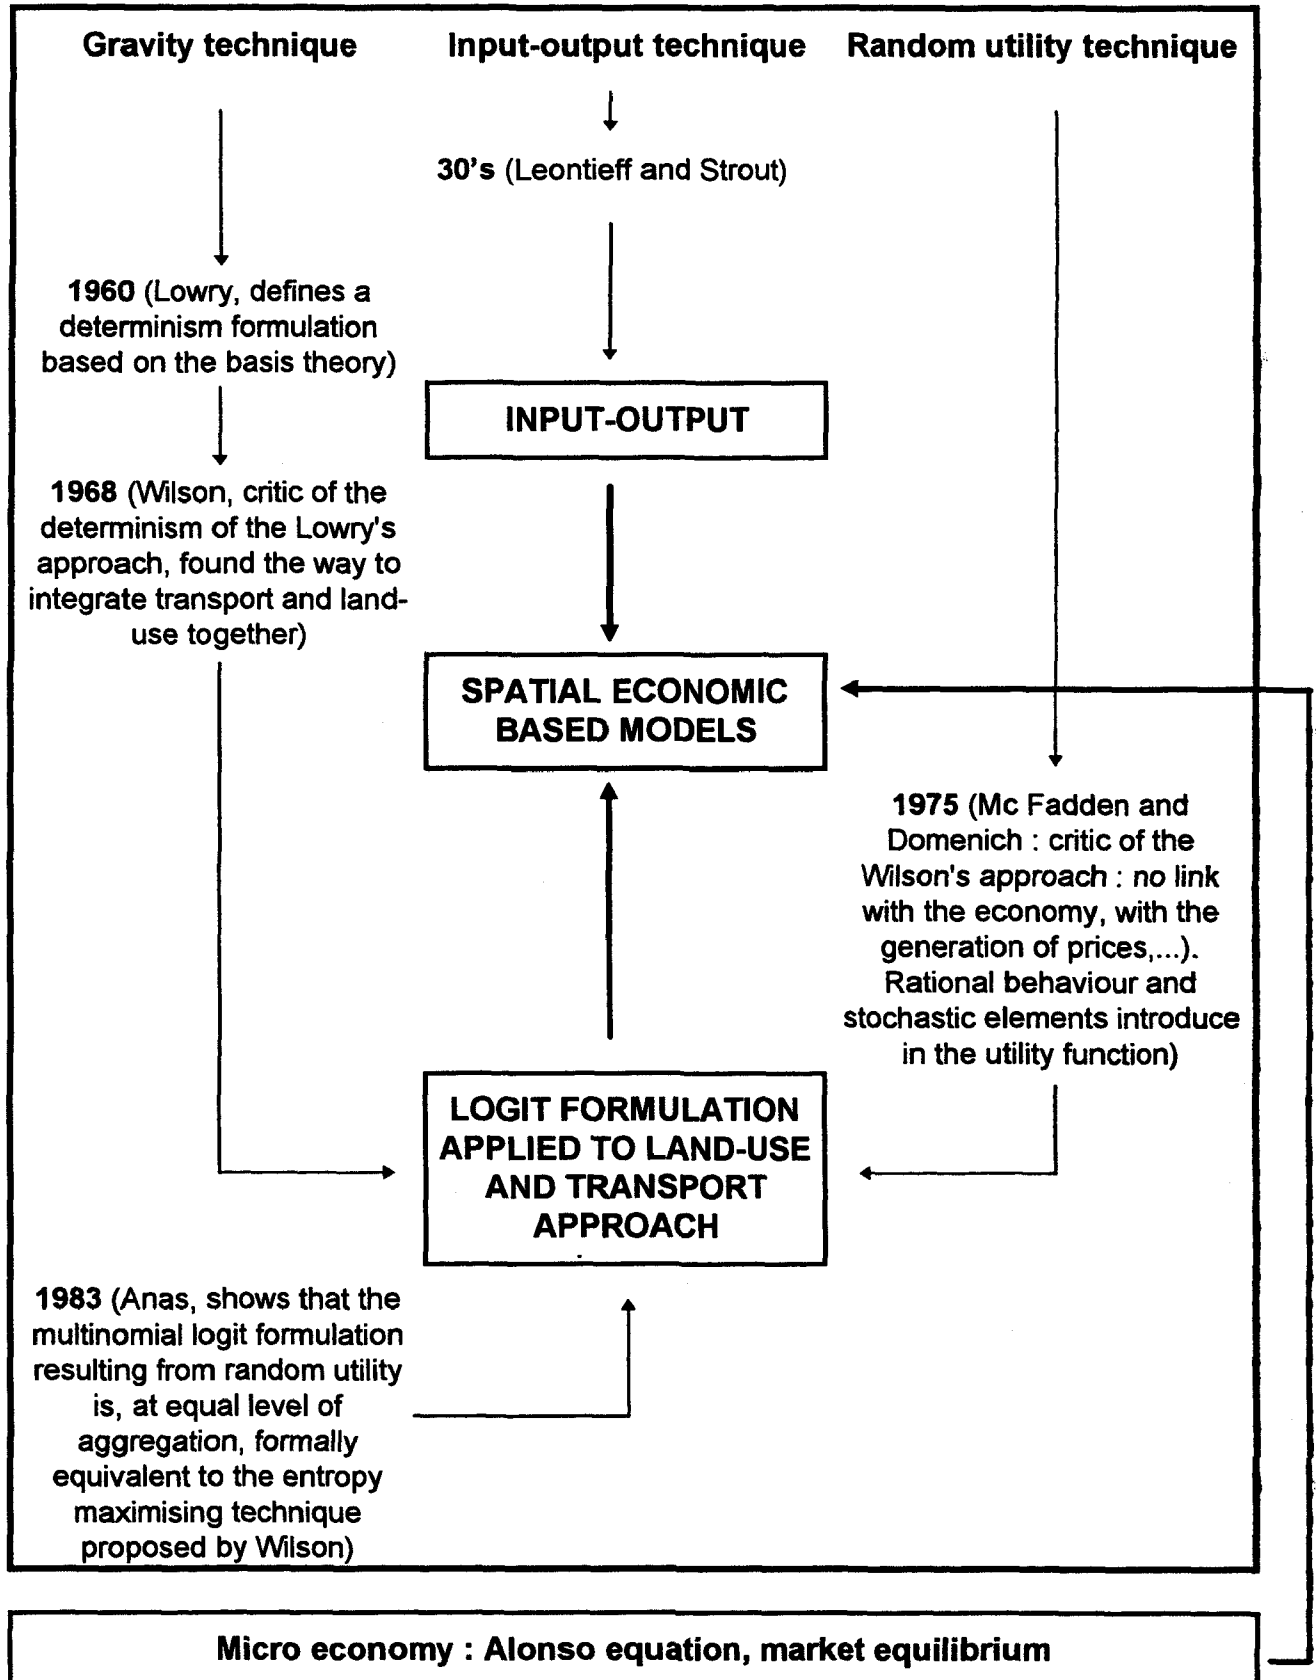 Gravity technique
Input-output technique
Random utility technique
30's (Leontieff and Strout)
1960 (Lowry, defines a
determinism formulation
based on the basis theory)
INPUT-OUTPUT
1968 (Wilson, critic of the
determinism of the Lowry's
approach, found the way to
integrate transport and land-
use together)
SPATIAL ECONOMIC
BASED MODELS
1975 (Mc Fadden and
Domenich : critic of the
Wilson's approach : no link
with the economy, with the
generation of prices,...).
Rational behaviour and
stochastic elements introduce
in the utility function)
LOGIT FORMULATION
APPLIED TO LAND-USE
AND TRANSPORT
APPROACH
1983 (Anas, shows that the
multinomial logit formulation
resulting from random utility
is, at equal level of
aggregation, formally
equivalent to the entropy
maximising technique
proposed by Wilson)
Micro economy : Alonso equation, market equilibrium